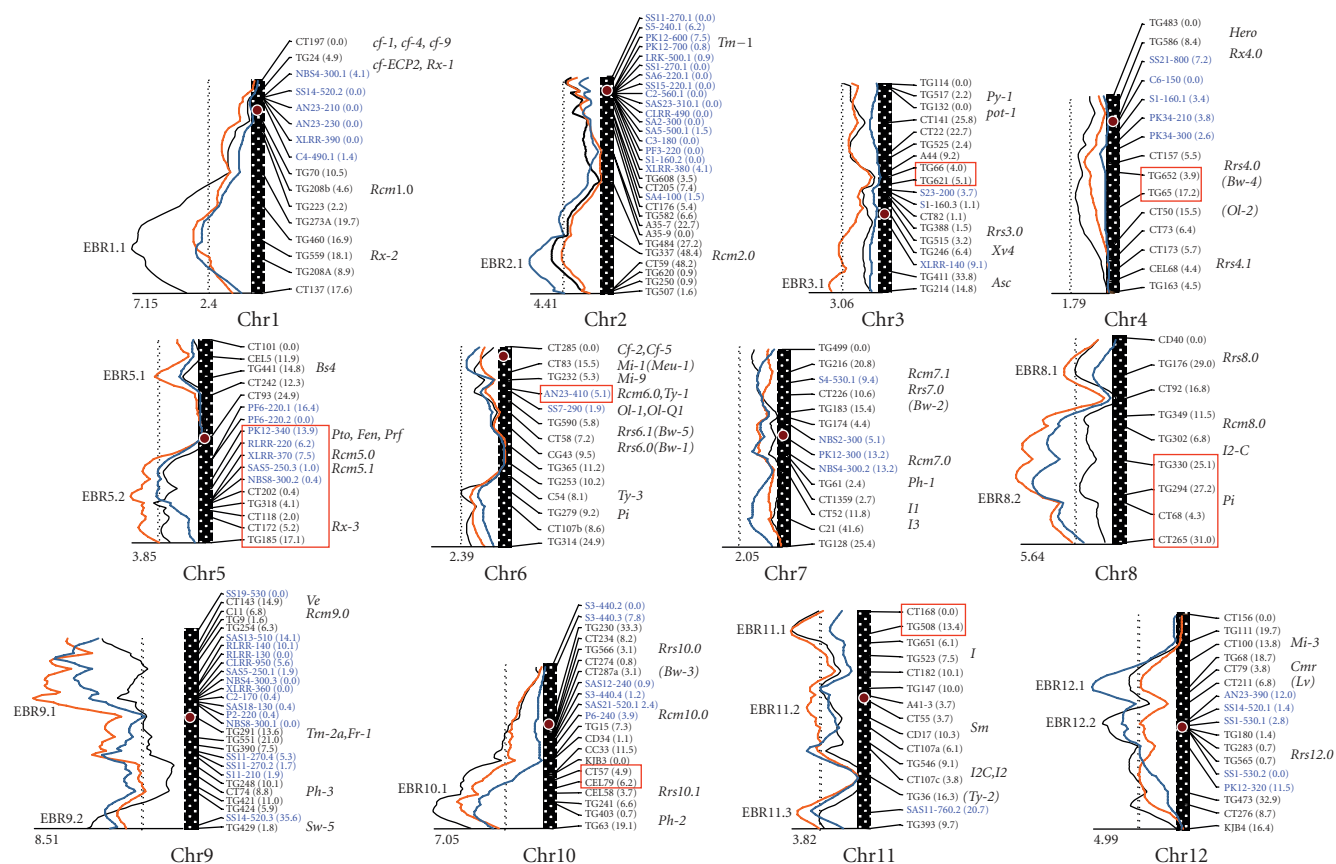 CT197 (0.0)
TG24 (4.9)
NBS4-300.1 (4.1)
SS14-520.2 (0.0)
AN23-210 (0.0)
AN23-230 (0.0)
XLRR-390 (0.0)
C4-490.1 (1.4)
TG70 (10.5)
TG208b (4.6)
TG223 (2.2)
TG273A (19.7)
TG460 (16.9)
TG559 (18.1)
TG208A (8.9)
CT137 (17.6)
cf-1, cf-4, cf-9
cf-ECP2, Rx-1
Rcm1.0
Rx-2
EBR1.1
7.15 2.4
Chr1
SS11-270.1 (0.0)
S5-240.1 (6.2)
PK12-600 (7.5)
PK12-700 (0.8)
LRK-500.1 (0.9)
SS1-270.1 (0.0)
SA6-220.1 (0.0)
SS15-220.1 (0.0)
C2-560.1 (0.0)
SAS23-310.1 (0.0)
CLRR-490 (0.0)
SA2-300 (0.0)
SA5-500.1 (1.5)
C3-180 (0.0)
PF3-220 (0.0)
S1-160.2 (0.0)
XLRR-380 (4.1)
TG608 (3.5)
CT205 (7.4)
SA4-100 (1.5)
CT176 (5.4)
TG582 (6.6)
A35-7 (22.7)
A35-9 (0.0)
TG484 (27.2)
TG337 (48.4)
CT59 (48.2)
TG620 (0.9)
TG250 (0.9)
TG507 (1.6)
Tm-1
Rcm2.0
EBR2.1
4.41
Chr2
TG114 (0.0)
TG517 (2.2)
TG132 (0.0)
CT141 (25.8)
CT22 (22.7)
TG525 (2.4)
A44 (9.2)
TG66 (4.0)
TG621 (5.1)
S23-200 (3.7)
S1-160.3 (1.1)
CT82 (1.1)
TG388 (1.5)
TG515 (3.2)
TG246 (6.4)
XLRR-140 (9.1)
TG411 (33.8)
TG214 (14.8)
Py-1
pot-1
Rrs3.0
Xv4
Asc
EBR3.1
3.06
Chr3
TG483 (0.0)
TG586 (8.4)
SS21-800 (7.2)
C6-150 (0.0)
S1-160.1 (3.4)
PK34-210 (3.8)
PK34-300 (2.6)
CT157 (5.5)
TG652 (3.9)
TG65 (17.2)
CT50 (15.5)
CT73 (6.4)
CT173 (5.7)
CEL68 (4.4)
TG163 (4.5)
Hero
Rx4.0
Rrs4.0
(Bw-4)
(Ol-2)
Rrs4.1
1.79
Chr4
CT101 (0.0)
CEL5 (11.9)
TG441 (14.8)
CT242 (12.3)
CT93 (24.9)
PF6-220.1 (16.4)
PF6-220.2 (0.0)
PK12-340 (13.9)
RLRR-220 (6.2)
XLRR-370 (7.5)
SAS5-250.3 (1.0)
NBS8-300.2 (0.4)
CT202 (0.4)
TG318 (4.1)
CT118 (2.0)
CT172 (5.2)
TG185 (17.1)
Bs4
Pto, Fen, Prf
Rcm5.0
Rcm5.1
Rx-3
EBR5.1
EBR5.2
3.85
Chr5
CT285 (0.0)
CT83 (15.5)
TG232 (5.3)
AN23-410 (5.1)
SS7-290 (1.9)
TG590 (5.8)
CT58 (7.2)
CG43 (9.5)
TG365 (11.2)
TG253 (10.2)
C54 (8.1)
TG279 (9.2)
CT107b (8.6)
TG314 (24.9)
Cf-2,Cf-5
Mi-1(Meu-1)
Mi-9
Rcm6.0,Ty-1
Ol-1,Ol-Q1
Rrs6.1(Bw-5)
Rrs6.0(Bw-1)
Ty-3
Pi
2.39
Chr6
TG499 (0.0)
TG216 (20.8)
S4-530.1 (9.4)
CT226 (10.6)
TG183 (15.4)
TG174 (4.4)
NBS2-300 (5.1)
PK12-300 (13.2)
NBS4-300.2 (13.2)
TG61 (2.4)
CT1359 (2.7)
CT52 (11.8)
C21 (41.6)
TG128 (25.4)
Rcm7.1
Rrs7.0
(Bw-2)
Rcm7.0
Ph-1
I1
I3
2.05
Chr7
CD40 (0.0)
TG176 (29.0)
CT92 (16.8)
TG349 (11.5)
TG302 (6.8)
TG330 (25.1)
TG294 (27.2)
CT68 (4.3)
CT265 (31.0)
Rrs8.0
Rcm8.0
I2-C
Pi
EBR8.1
EBR8.2
5.64
Chr8
SS19-530 (0.0)
CT143 (14.9)
C11 (6.8)
TG9 (1.6)
TG254 (6.3)
SAS13-510 (14.1)
RLRR-140 (10.1)
RLRR-130 (0.0)
CLRR-950 (5.6)
SAS5-250.1 (1.9)
NBS4-300.3 (0.0)
XLRR-360 (0.0)
C2-170 (0.4)
SAS18-130 (0.4)
P2-220 (0.4)
NBS8-300.1 (0.0)
TG291 (13.6)
TG551 (21.0)
TG390 (7.5)
SS11-270.4 (5.3)
SS11-270.2 (1.7)
S11-210 (1.9)
TG248 (10.1)
CT74 (8.8)
TG421 (11.0)
TG424 (5.9)
SS14-520.3 (35.6)
TG429 (1.8)
Ve
Rcm9.0
Tm-2a,Fr-1
Ph-3
Sw-5
EBR9.1
EBR9.2
8.51
Chr9
S3-440.2 (0.0)
S3-440.3 (7.8)
TG230 (33.3)
CT234 (8.2)
TG566 (3.1)
CT274 (0.8)
CT287a (3.1)
SAS12-240 (0.9)
S3-440.4 (1.2)
SAS21-520.1 2.4)
P6-240 (3.9)
TG15 (7.3)
CD34 (1.1)
CC33 (11.5)
KJB3 (0.0)
CT57 (4.9)
CEL79 (6.2)
CEL58 (3.7)
TG241 (6.6)
TG403 (0.7)
TG63 (19.1)
Rrs10.0
(Bw-3)
Rcm10.0
Rrs10.1
Ph-2
EBR10.1
7.05
Chr10
CT168 (0.0)
TG508 (13.4)
TG651 (6.1)
TG523 (7.5)
CT182 (10.1)
TG147 (10.0)
A41-3 (3.7)
CT55 (3.7)
CD17 (10.3)
CT107a (6.1)
TG546 (9.1)
CT107c (3.8)
TG36 (16.3)
SAS11-760.2 (20.7)
TG393 (9.7)
I
Sm
I2C,I2
(Ty-2)
EBR11.1
EBR11.2
EBR11.3
3.82
Chr11
CT156 (0.0)
TG111 (19.7)
CT100 (13.8)
TG68 (18.7)
CT79 (3.8)
CT211 (6.8)
AN23-390 (12.0)
SS14-520.1 (1.4)
SS1-530.1 (2.8)
TG180 (1.4)
TG283 (0.7)
TG565 (0.7)
SS1-530.2 (0.0)
PK12-320 (11.5)
TG473 (32.9)
CT276 (8.7)
KJB4 (16.4)
Mi-3
Cmr
(Lv)
Rrs12.0
EBR12.1
EBR12.2
4.99
Chr12